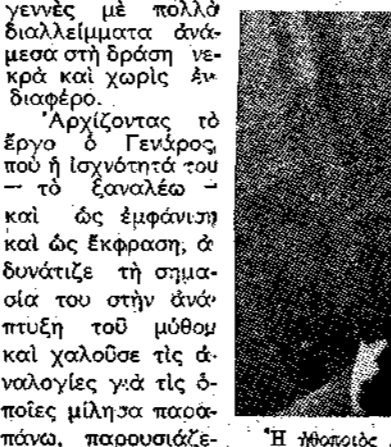 γεννὲς μὲ πολλὰ
διαλλείμματα ἀνά-
μεσα στὴ δράση νε-
κρὰ καὶ χωρὶς ἐν-
διαφέρο.
Ἀρχίζοντας τὸ
ἔργο ὁ Γενάρος,
ποὺ ἡ ἰσχνότητά του
— τὸ ξαναλέω —
καὶ ὡς ἐμφάνιση
καὶ ὡς ἔκφραση, ἀ
δυνάτιζε τὴ σημα-
σία του στὴν ἀνά-
πτυξη τοῦ μύθου
καὶ χαλοῦσε τὶς ἀ-
ναλογίες γιὰ τὶς ὁ-
ποῖες μίλησα παρα-
πάνω, παρουσιάζε-
Ἡ